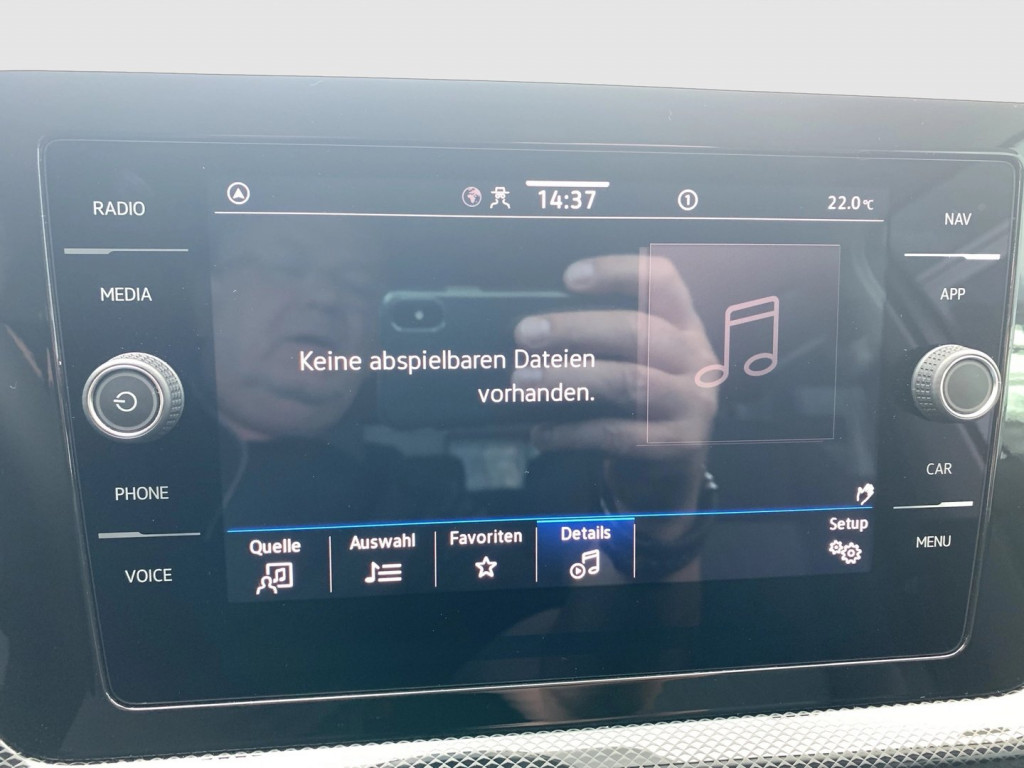 RADIO
MEDIA
PHONE
VOICE
14:37
1
22.0°C
Keine abspielbaren Dateien
vorhanden.
Quelle
Auswahl
Favoriten
Details
Setup
NAV
APP
CAR
MENU